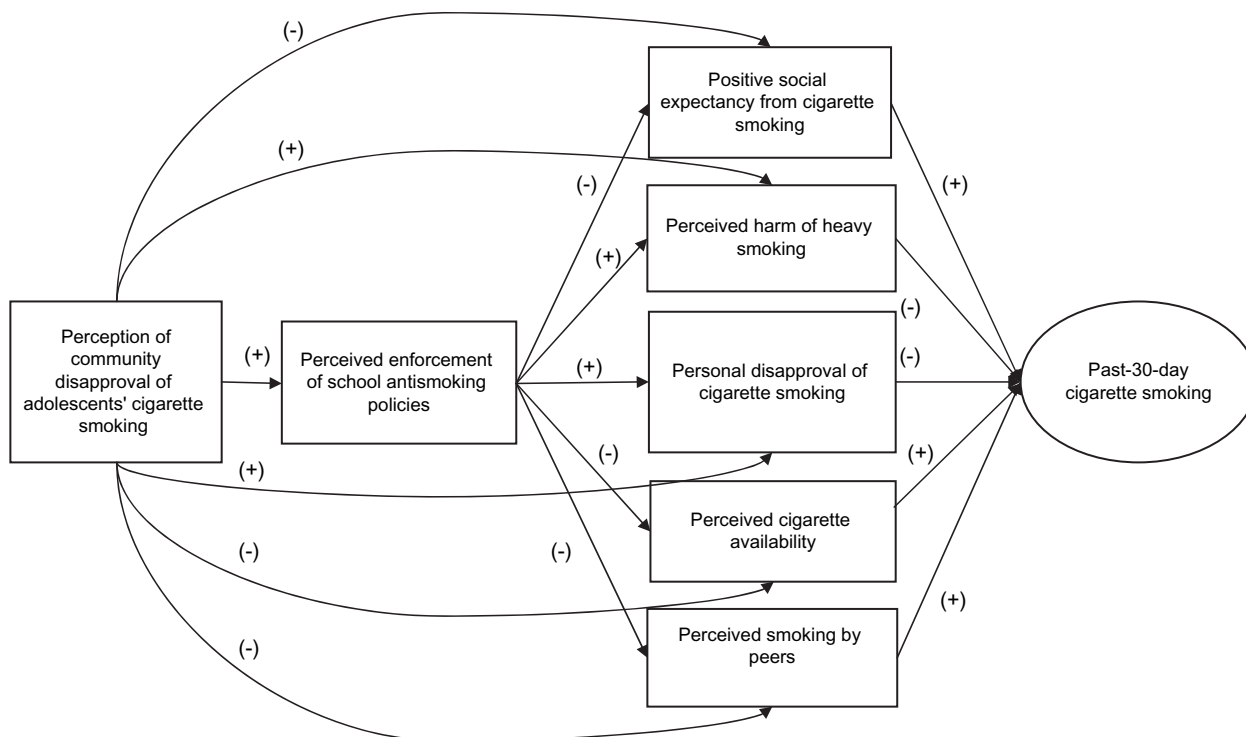 (-)
Positive social
expectancy from cigarette
smoking
(+)
(-)
(+)
Perceived harm of heavy
smoking
(+)
(-)
Perception of
community
disapproval of
adolescents' cigarette
smoking
(+)
Perceived enforcement
of school antismoking
policies
(+)
Personal disapproval of
cigarette smoking
(-)
Past-30-day
cigarette smoking
(+)
(-)
(+)
Perceived cigarette
availability
(-)
(-)
Perceived smoking by
peers
(+)
(-)